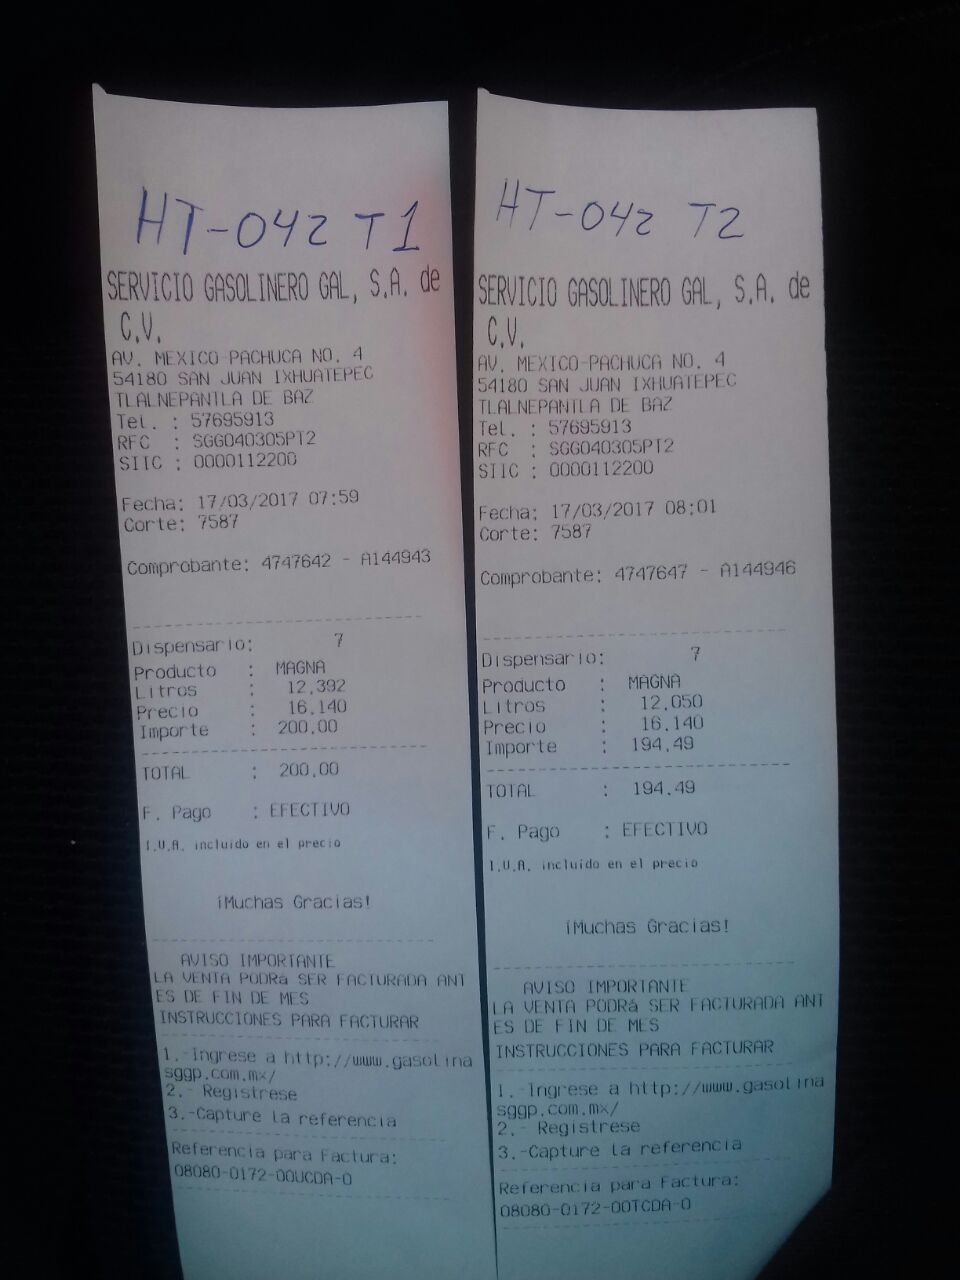 HT-042 T1
SERVICIO GASOLINERO GAL, S.A. de
C.V.
AV. MEXICO-PACHUCA NO. 4
54180 SAN JUAN IXHUATEPEC
TLALNEPANTLA DE BAZ
Tel. : 57695913
RFC : SGG040305PT2
SIIC : 0000112200
Fecha: 17/03/2017 07:59
Corte: 7587
Comprobante: 4747642 - A144943
Dispensario: 7
Producto : MAGNA
Litros : 12.392
Precio : 16.140
Importe : 200.00
TOTAL : 200.00
F. Pago : EFECTIVO
I.V.A. incluido en el precio
¡Muchas Gracias!
AVISO IMPORTANTE
LA VENTA PODRá SER FACTURADA ANT
ES DE FIN DE MES
INSTRUCCIONES PARA FACTURAR
1.-Ingrese a http://www.gasolina
sggp.com.mx/
2.- Registrese
3.-Capture la referencia
Referencia para Factura:
08080-0172-00UCDA-0
HT-042 T2
SERVICIO GASOLINERO GAL, S.A. de
C.V.
AV. MEXICO-PACHUCA NO. 4
54180 SAN JUAN IXHUATEPEC
TLALNEPANTLA DE BAZ
Tel. : 57695913
RFC : SGG040305PT2
SIIC : 0000112200
Fecha: 17/03/2017 08:01
Corte: 7587
Comprobante: 4747647 - A144946
Dispensario: 7
Producto : MAGNA
Litros : 12.050
Precio : 16.140
Importe : 194.49
TOTAL : 194.49
F. Pago : EFECTIVO
I.V.A. incluido en el precio
¡Muchas Gracias!
AVISO IMPORTANTE
LA VENTA PODRá SER FACTURADA ANT
ES DE FIN DE MES
INSTRUCCIONES PARA FACTURAR
1.-Ingrese a http://www.gasolina
sggp.com.mx/
2.- Registrese
3.-Capture la referencia
Referencia para Factura:
08080-0172-00TCDA-0